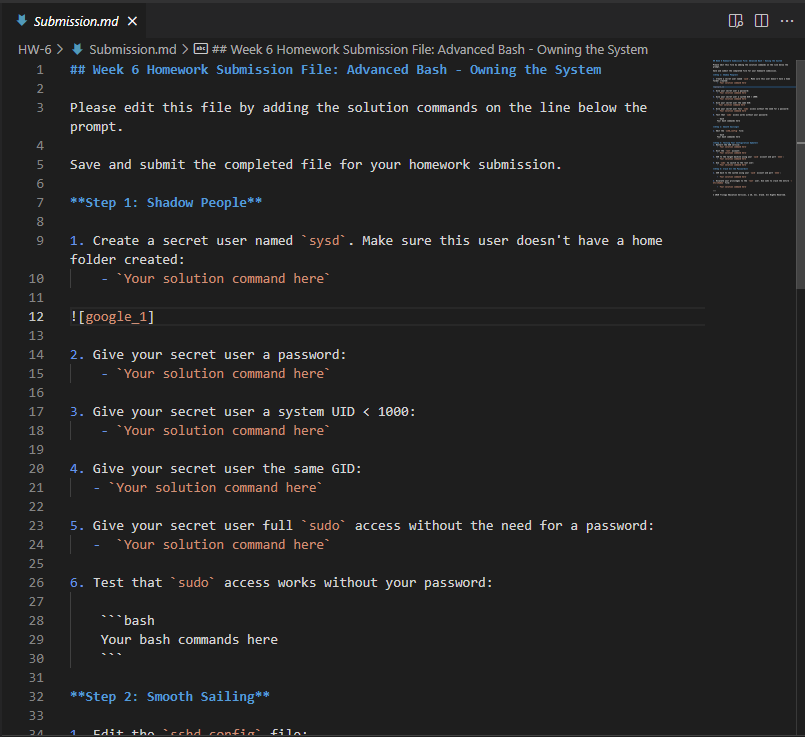 Submission.md
HW-6 > Submission.md > ## Week 6 Homework Submission File: Advanced Bash - Owning the System
1 ## Week 6 Homework Submission File: Advanced Bash - Owning the System
2
3 Please edit this file by adding the solution commands on the line below the
prompt.
4
5 Save and submit the completed file for your homework submission.
6
7 **Step 1: Shadow People**
8
9 1. Create a secret user named `sysd`. Make sure this user doesn't have a home
folder created:
10 - `Your solution command here`
11
12 ![google_1]
13
14 2. Give your secret user a password:
15 - `Your solution command here`
16
17 3. Give your secret user a system UID < 1000:
18 - `Your solution command here`
19
20 4. Give your secret user the same GID:
21 - `Your solution command here`
22
23 5. Give your secret user full `sudo` access without the need for a password:
24 - `Your solution command here`
25
26 6. Test that `sudo` access works without your password:
27
28 ```bash
29 Your bash commands here
30 ```
31
32 **Step 2: Smooth Sailing**
33
34 1. Edit the `sshd_config` file: